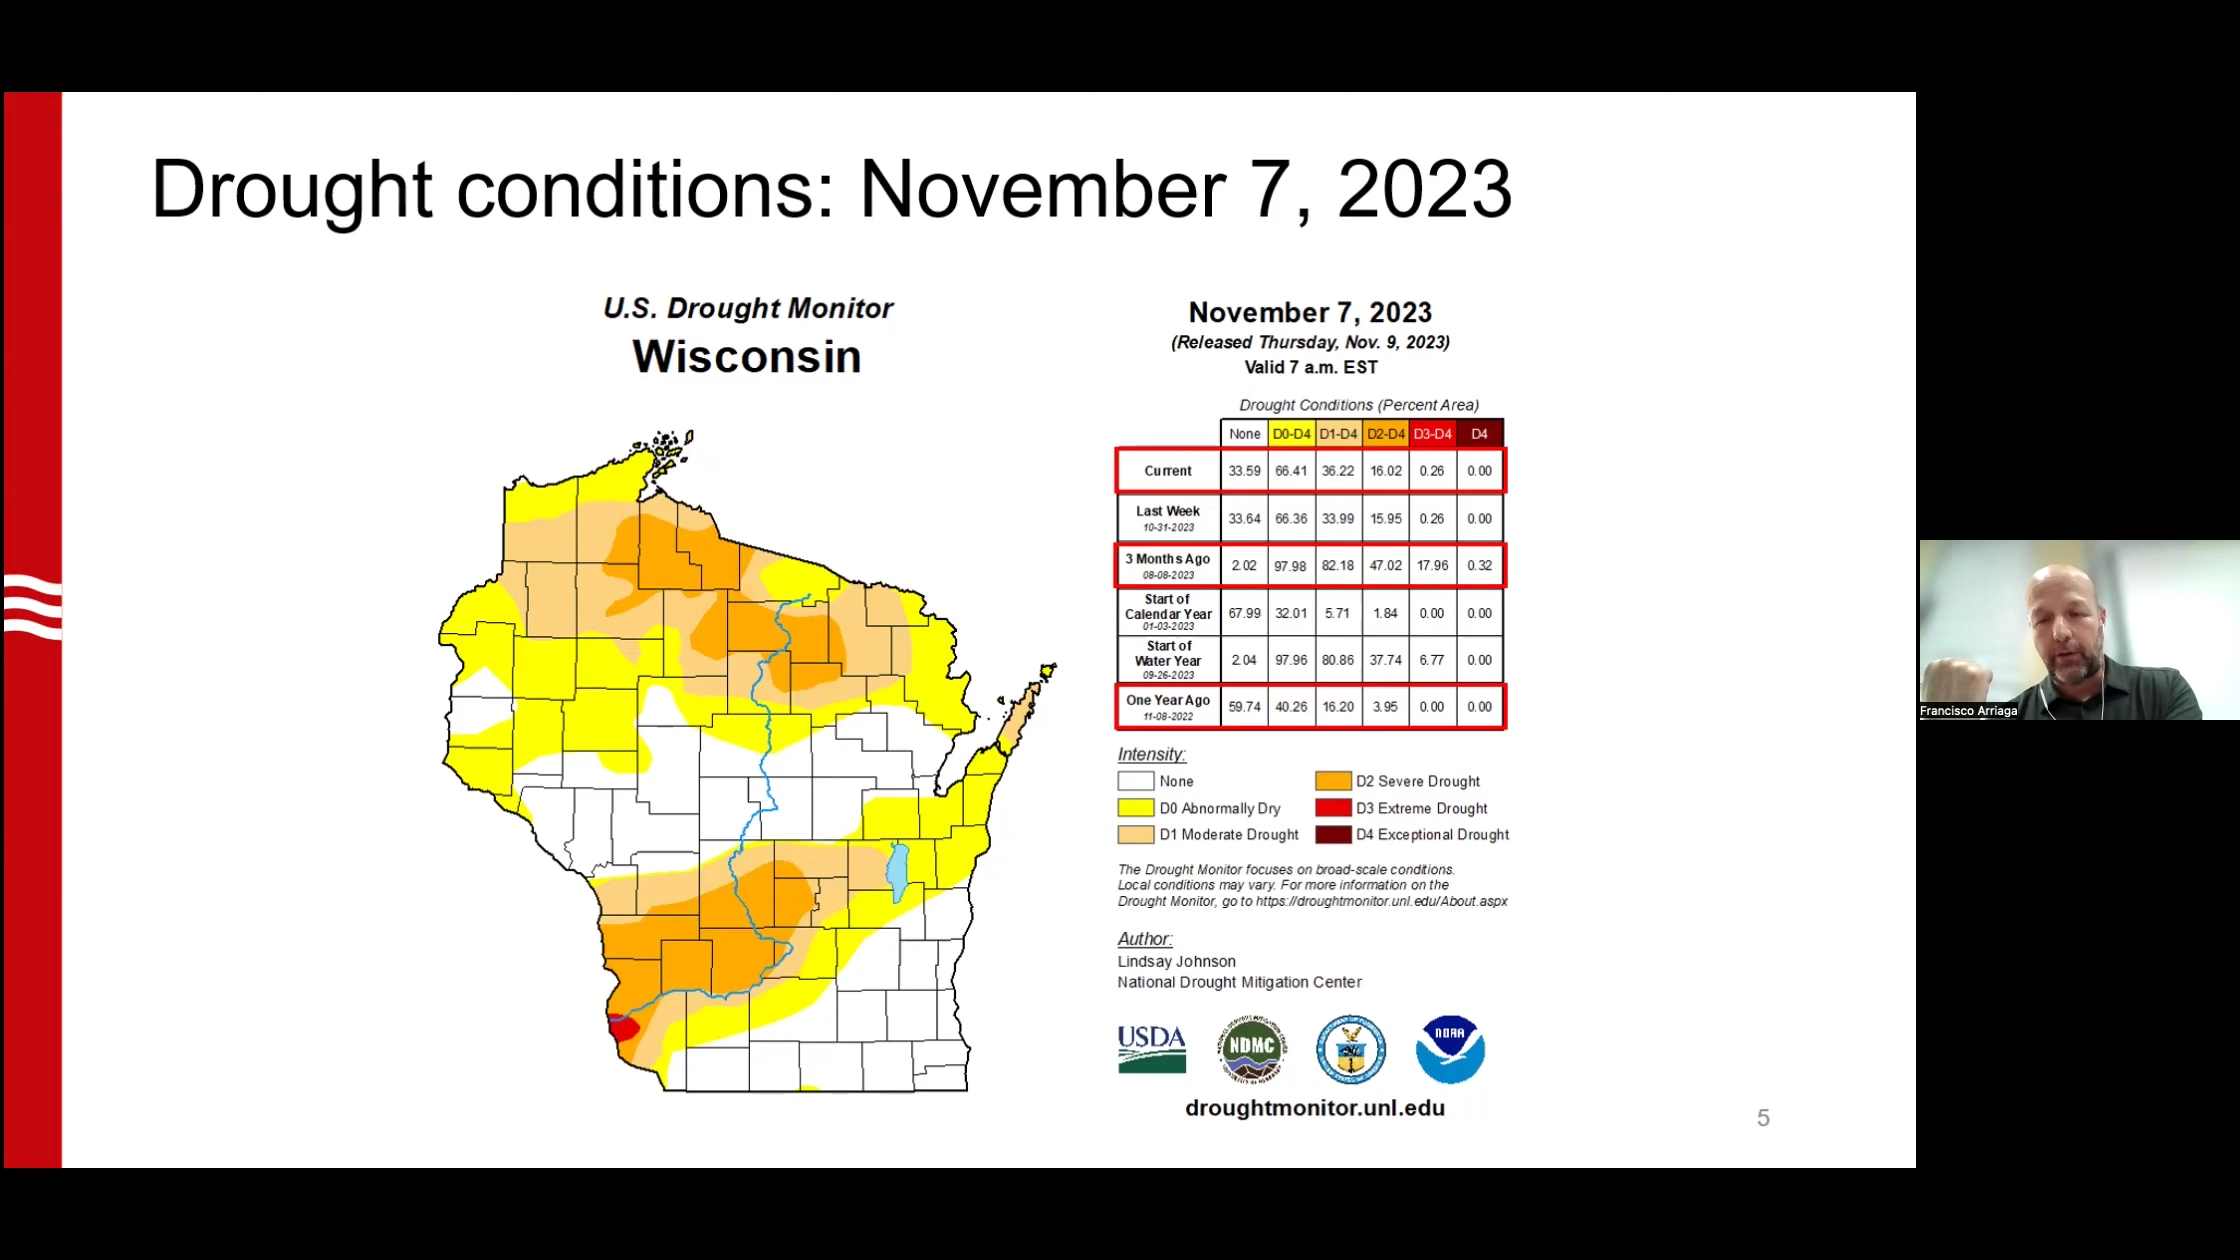 Drought conditions: November 7, 2023
U.S. Drought Monitor
Wisconsin
November 7, 2023
(Released Thursday, Nov. 9, 2023)
Valid 7 a.m. EST
Drought Conditions (Percent Area)
None D0-D4 D1-D4 D2-D4 D3-D4 D4
Current 33.59 66.41 36.22 16.02 0.26 0.00
Last Week
10-31-2023 33.64 66.36 33.99 15.95 0.26 0.00
3 Months Ago
08-08-2023 2.02 97.98 82.18 47.02 17.96 0.32
Start of
Calendar Year
01-03-2023 67.99 32.01 5.71 1.84 0.00 0.00
Start of
Water Year
09-26-2023 2.04 97.96 80.86 37.74 6.77 0.00
One Year Ago
11-08-2022 59.74 40.26 16.20 3.95 0.00 0.00
Intensity:
None
D0 Abnormally Dry
D1 Moderate Drought
D2 Severe Drought
D3 Extreme Drought
D4 Exceptional Drought
The Drought Monitor focuses on broad-scale conditions.
Local conditions may vary. For more information on the
Drought Monitor, go to https://droughtmonitor.unl.edu/About.aspx
Author:
Lindsay Johnson
National Drought Mitigation Center
USDA
NDMC
NOAA
droughtmonitor.unl.edu
5
Francisco Arriaga